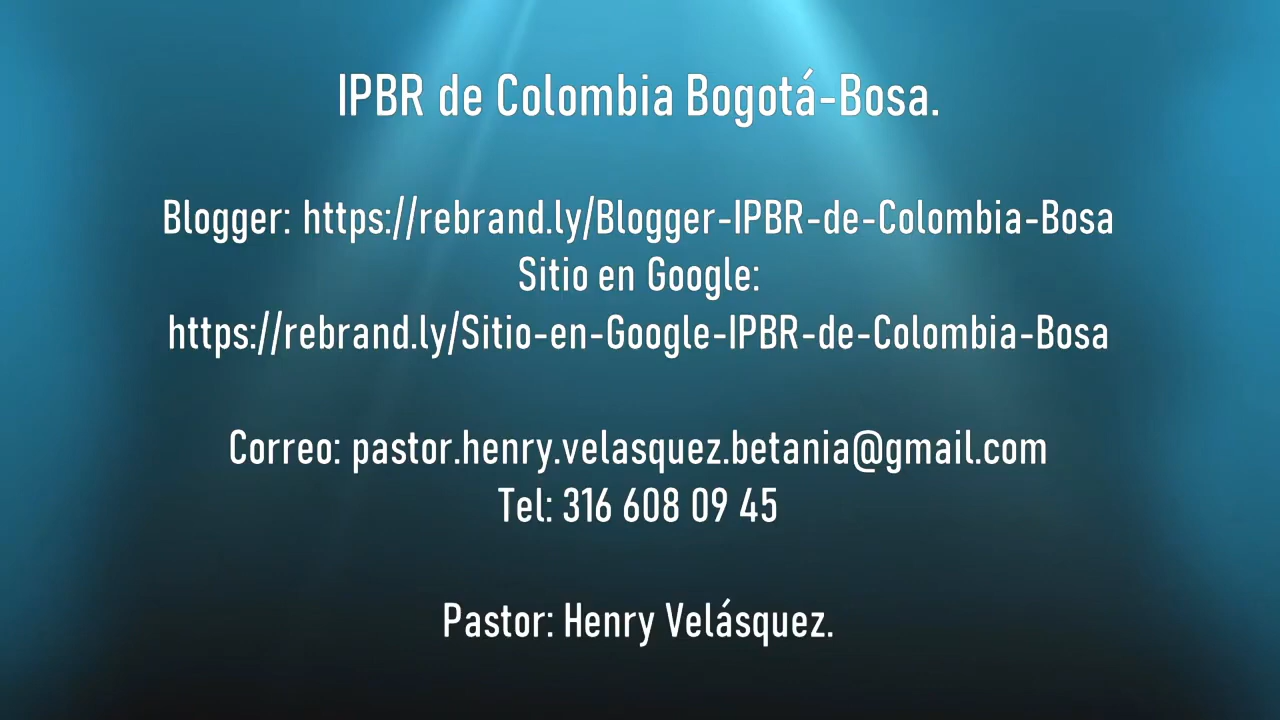 IPBR de Colombia Bogotá-Bosa.
Blogger: https://rebrand.ly/Blogger-IPBR-de-Colombia-Bosa
Sitio en Google:
https://rebrand.ly/Sitio-en-Google-IPBR-de-Colombia-Bosa
Correo: pastor.henry.velasquez.betania@gmail.com
Tel: 316 608 09 45
Pastor: Henry Velásquez.